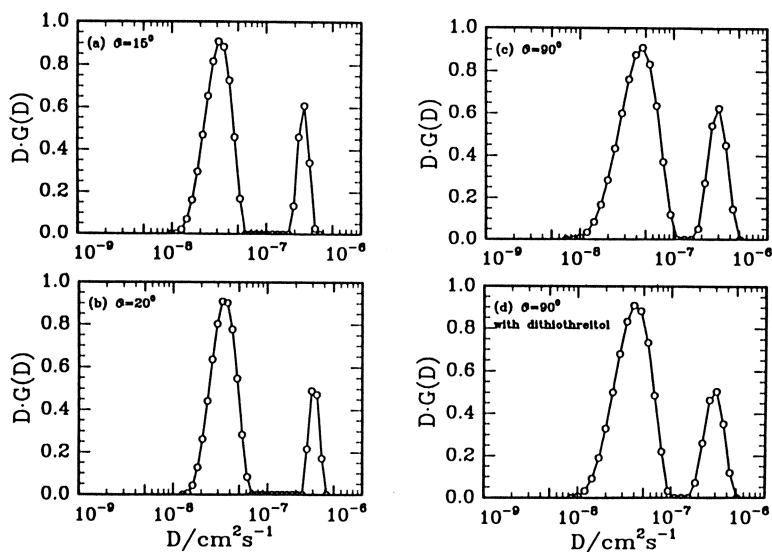 (a) ϑ=15⁰
D·G(D)
1.0
0.8
0.6
0.4
0.2
0.0
10⁻⁹ 10⁻⁸ 10⁻⁷ 10⁻⁶
(b) ϑ=20⁰
D·G(D)
1.0
0.8
0.6
0.4
0.2
0.0
10⁻⁹ 10⁻⁸ 10⁻⁷ 10⁻⁶
D/cm²s⁻¹
(c) ϑ=90⁰
D·G(D)
1.0
0.8
0.6
0.4
0.2
0.0
10⁻⁹ 10⁻⁸ 10⁻⁷ 10⁻⁶
(d) ϑ=90⁰
with dithiothreitol
D·G(D)
1.0
0.8
0.6
0.4
0.2
0.0
10⁻⁹ 10⁻⁸ 10⁻⁷ 10⁻⁶
D/cm²s⁻¹